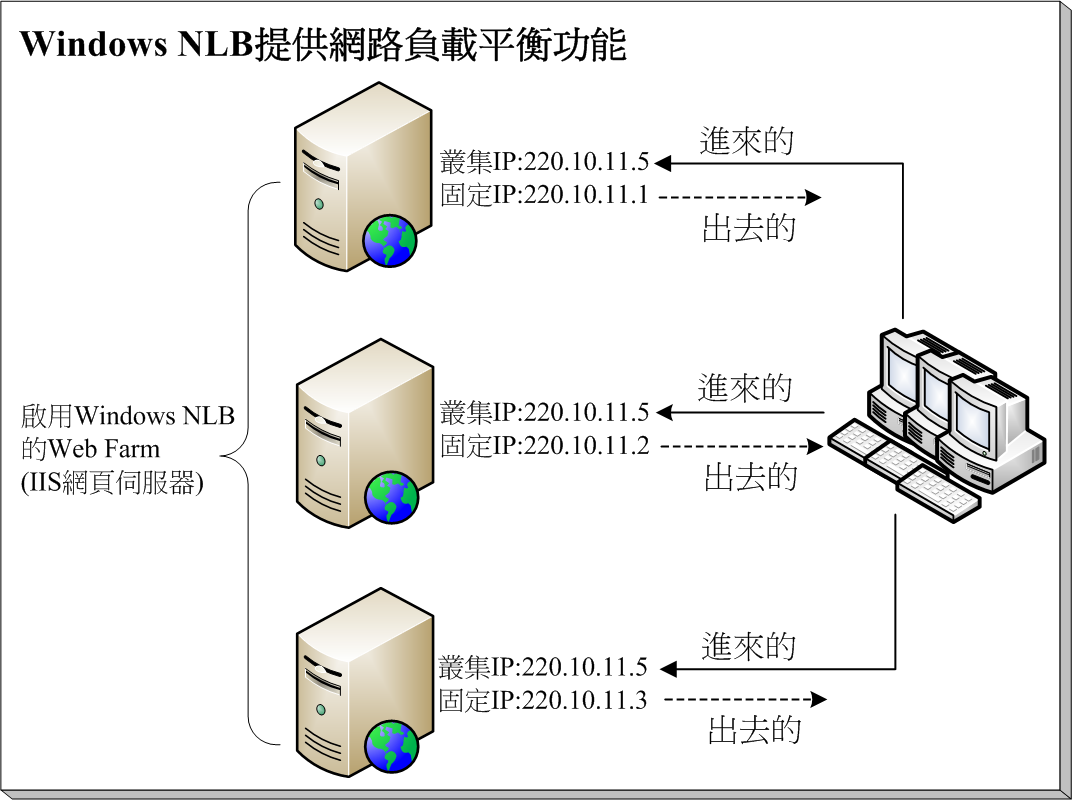 Windows NLB提供網路負載平衡功能
叢集IP:220.10.11.5
固定IP:220.10.11.1
進來的
出去的
啟用Windows NLB
的Web Farm
(IIS網頁伺服器)
叢集IP:220.10.11.5
固定IP:220.10.11.2
進來的
出去的
叢集IP:220.10.11.5
固定IP:220.10.11.3
進來的
出去的